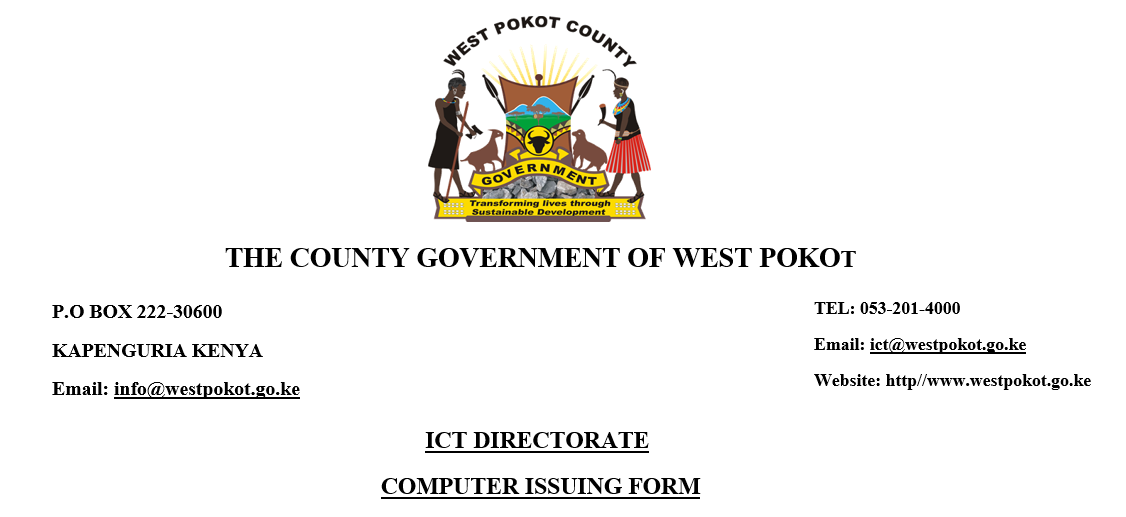 WEST POKOT COUNTY
GOVERNMENT
Transforming lives through
Sustainable Development
THE COUNTY GOVERNMENT OF WEST POKOT
P.O BOX 222-30600
KAPENGURIA KENYA
Email: info@westpokot.go.ke
TEL: 053-201-4000
Email: ict@westpokot.go.ke
Website: http//www.westpokot.go.ke
ICT DIRECTORATE
COMPUTER ISSUING FORM